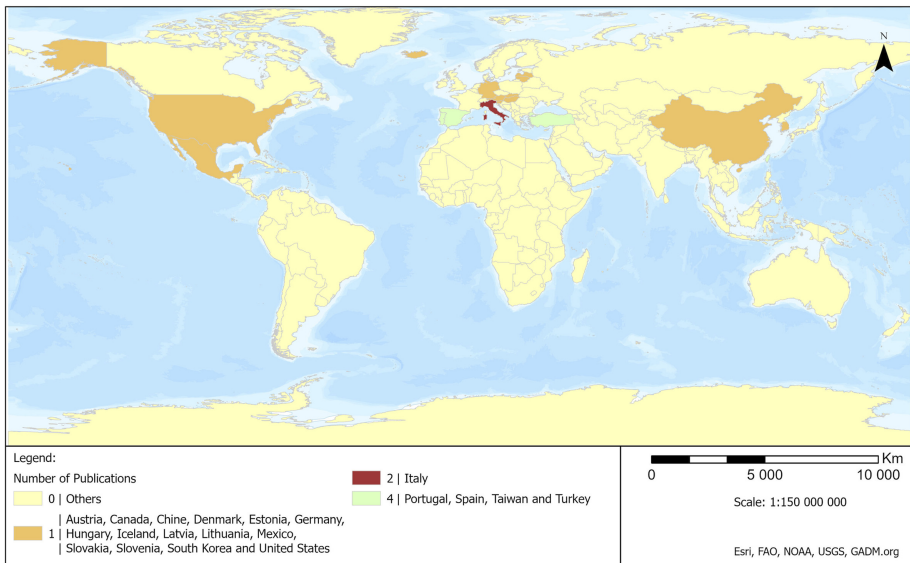 N
Legend:
Number of Publications
0 | Others
| Austria, Canada, Chine, Denmark, Estonia, Germany,
1 | Hungary, Iceland, Latvia, Lithuania, Mexico,
| Slovakia, Slovenia, South Korea and United States
2 | Italy
4 | Portugal, Spain, Taiwan and Turkey
Km
0 5 000 10 000
Scale: 1:150 000 000
Esri, FAO, NOAA, USGS, GADM.org